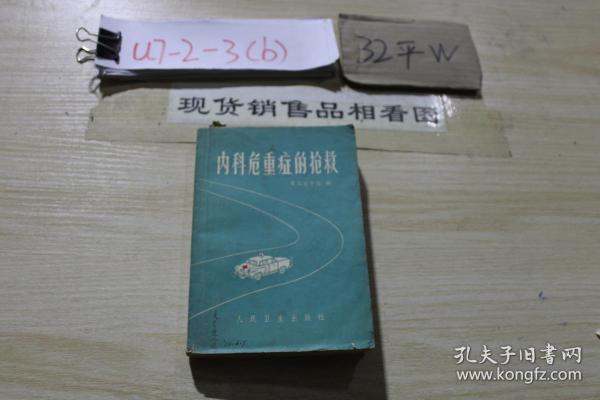 U7-2-3(b)
32平W
现货销售品相看图
内科危重症的抢救
人民卫生出版社
孔夫子旧书网
www.kongfz.com